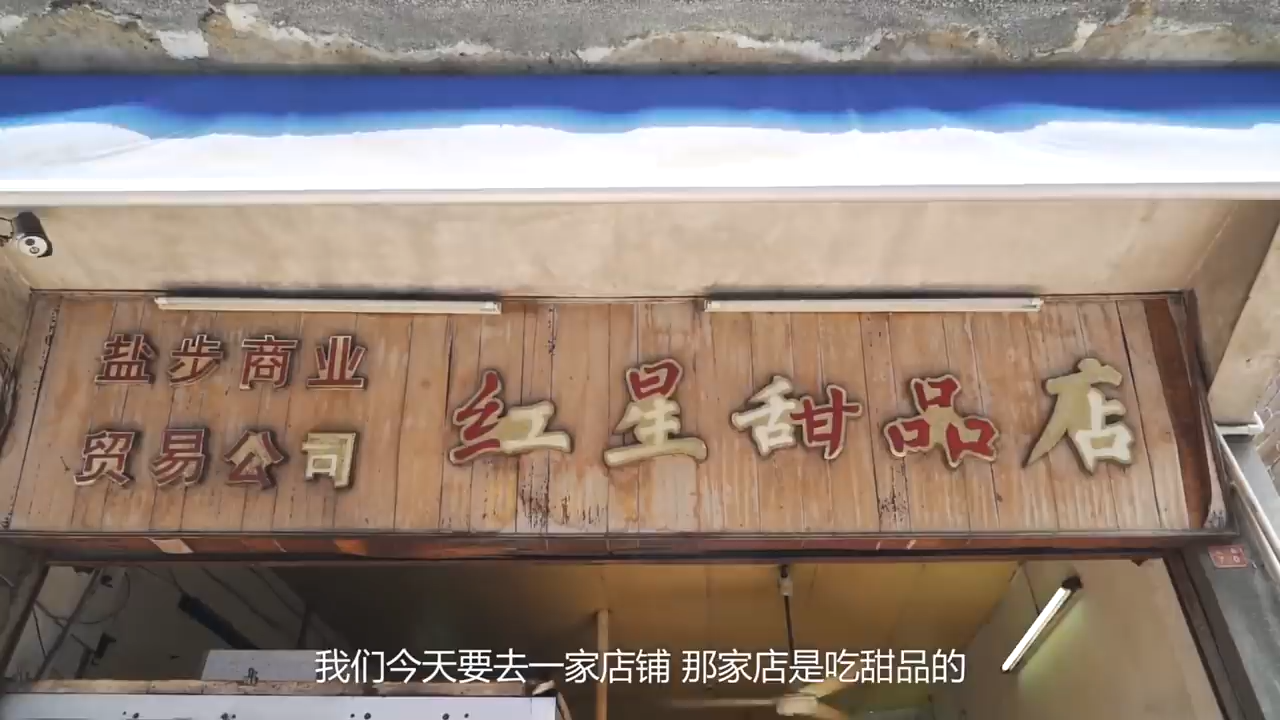 盐步商业
贸易公司
红星甜品店
我们今天要去一家店铺 那家店是吃甜品的